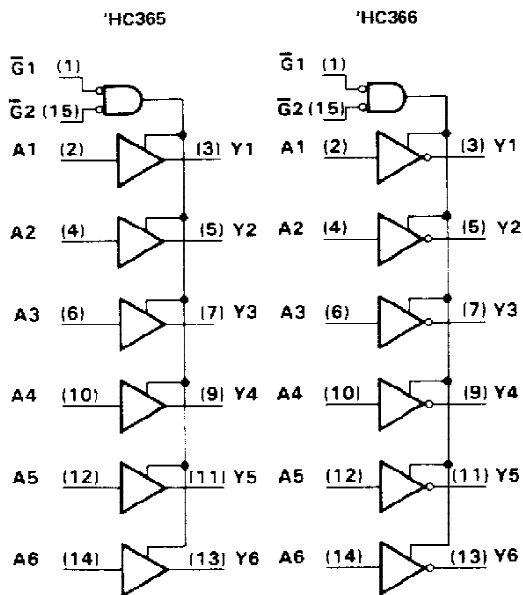 'HC365
G̅1 (1)
G̅2 (15)
A1 (2) (3) Y1
A2 (4) (5) Y2
A3 (6) (7) Y3
A4 (10) (9) Y4
A5 (12) (11) Y5
A6 (14) (13) Y6
'HC366
G̅1 (1)
G̅2 (15)
A1 (2) (3) Y1
A2 (4) (5) Y2
A3 (6) (7) Y3
A4 (10) (9) Y4
A5 (12) (11) Y5
A6 (14) (13) Y6